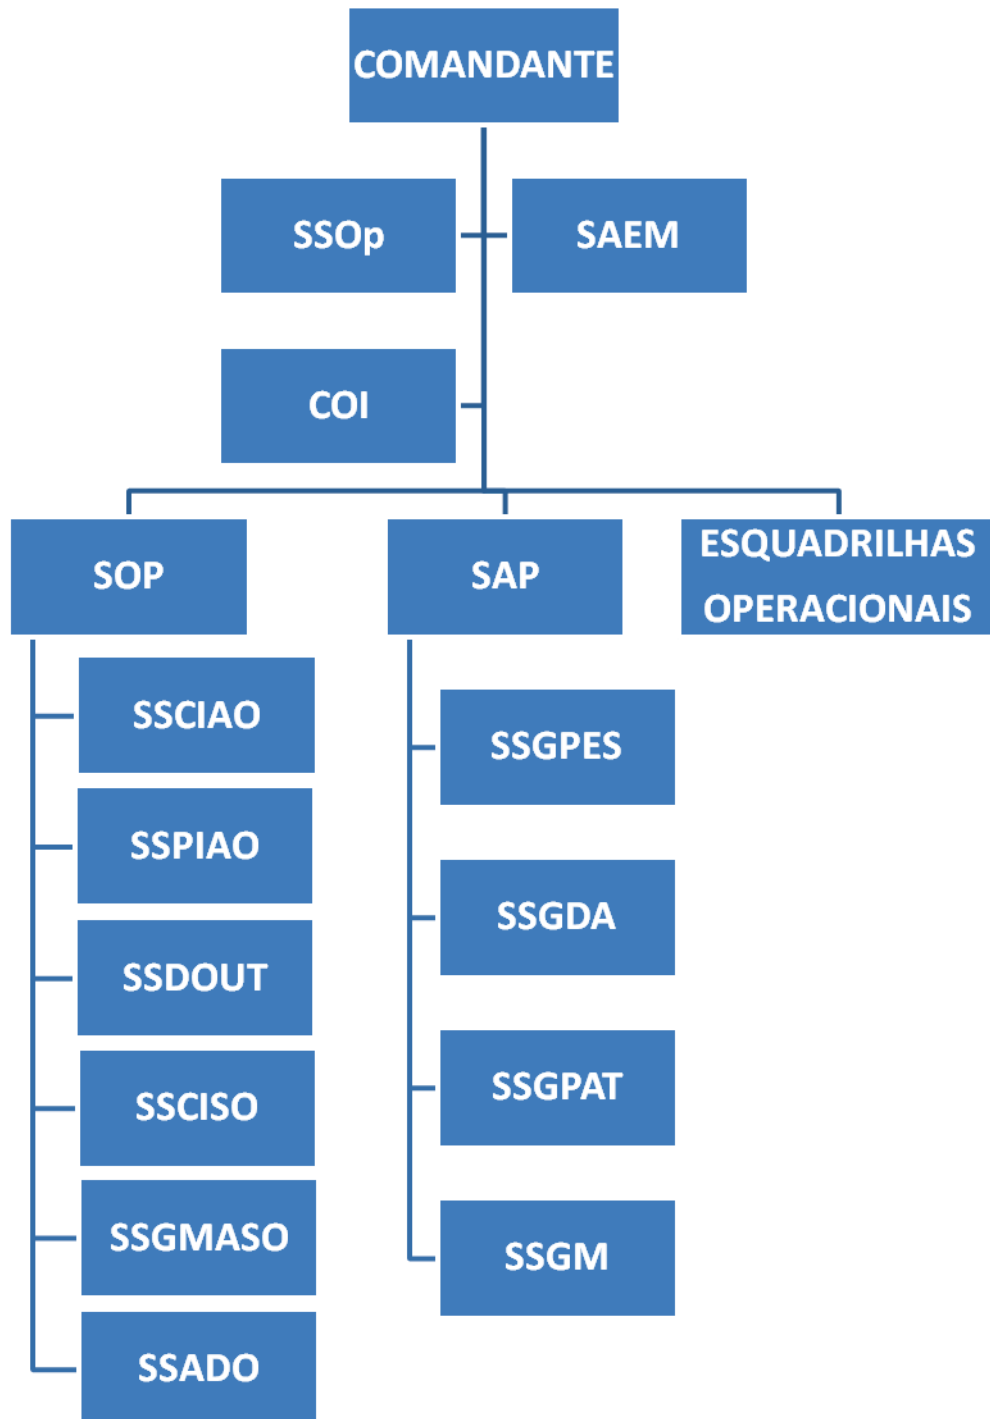 COMANDANTE
SSOp
SAEM
COI
SOP
SAP
ESQUADRILHAS
OPERACIONAIS
SSCIAO
SSPIAO
SSDOUT
SSCISO
SSGMASO
SSADO
SSGPES
SSGDA
SSGPAT
SSGM